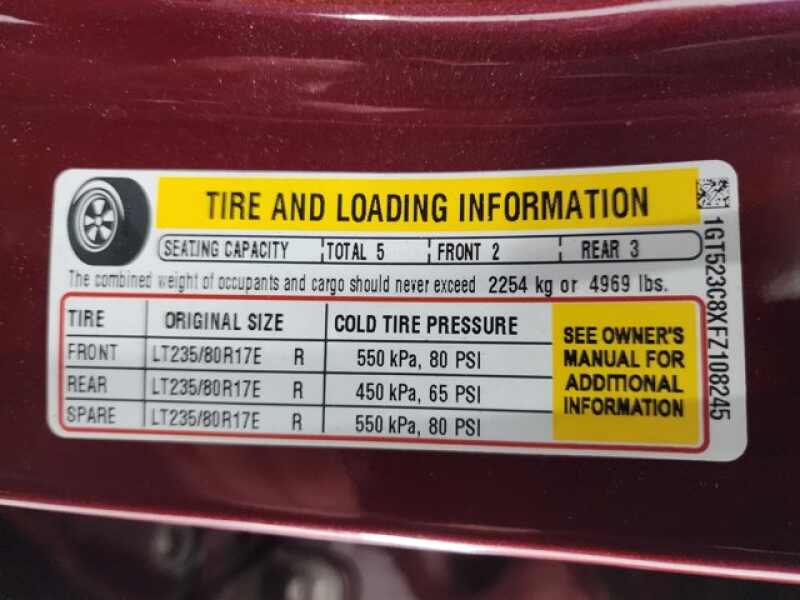 TIRE AND LOADING INFORMATION
SEATING CAPACITY TOTAL 5 FRONT 2 REAR 3
The combined weight of occupants and cargo should never exceed 2254 kg or 4969 lbs.
TIRE ORIGINAL SIZE COLD TIRE PRESSURE
FRONT LT235/80R17E R 550 kPa, 80 PSI
REAR LT235/80R17E R 450 kPa, 65 PSI
SPARE LT235/80R17E R 550 kPa, 80 PSI
SEE OWNER'S
MANUAL FOR
ADDITIONAL
INFORMATION
1GT523C8XFZ108245